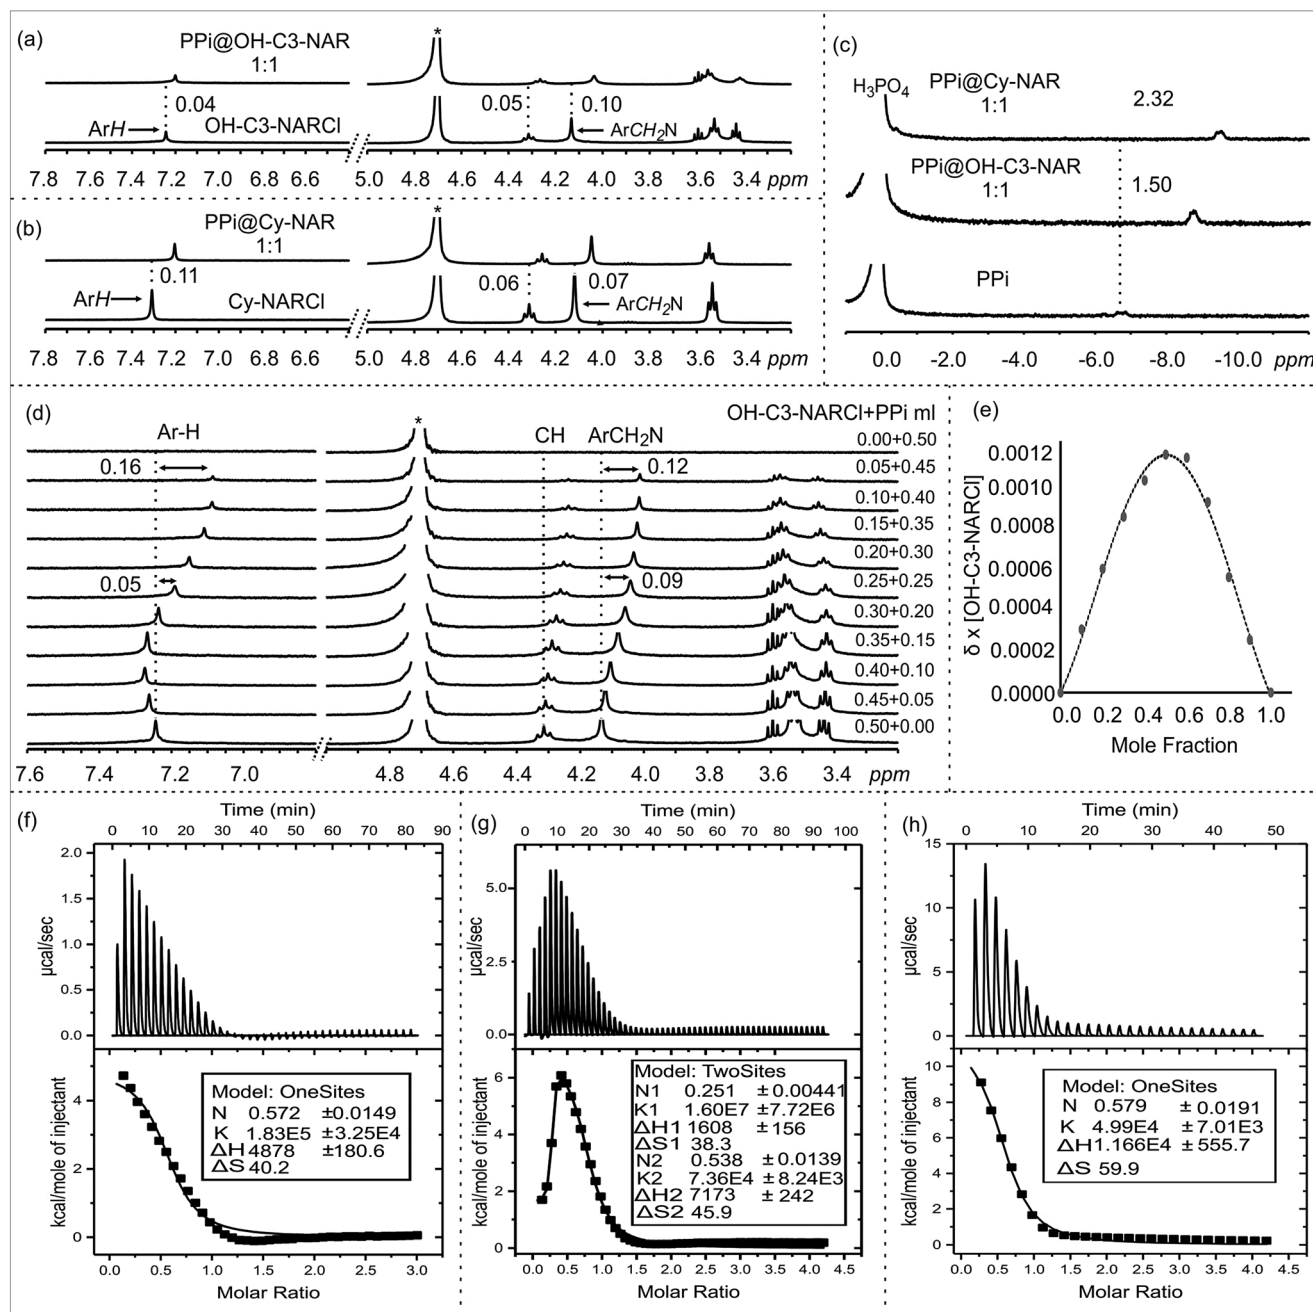 (a)
PPi@OH-C3-NAR
1:1
*
0.04
0.05
0.10
ArH
OH-C3-NARCl
ArCH2N
7.8 7.6 7.4 7.2 7.0 6.8 6.6 5.0 4.8 4.6 4.4 4.2 4.0 3.8 3.6 3.4 ppm
(b)
PPi@Cy-NAR
1:1
*
0.11
0.06
0.07
ArH
Cy-NARCl
ArCH2N
7.8 7.6 7.4 7.2 7.0 6.8 6.6 5.0 4.8 4.6 4.4 4.2 4.0 3.8 3.6 3.4 ppm
(c)
H3PO4
PPi@Cy-NAR
1:1
2.32
PPi@OH-C3-NAR
1:1
1.50
PPi
0.0 -2.0 -4.0 -6.0 -8.0 -10.0 ppm
(d)
OH-C3-NARCl+PPi ml
Ar-H
*
CH
ArCH2N
0.00+0.50
0.16
0.12
0.05+0.45
0.10+0.40
0.15+0.35
0.20+0.30
0.05
0.09
0.25+0.25
0.30+0.20
0.35+0.15
0.40+0.10
0.45+0.05
0.50+0.00
7.6 7.4 7.2 7.0 4.8 4.6 4.4 4.2 4.0 3.8 3.6 3.4 ppm
(e)
δ x [OH-C3-NARCl]
0.0012
0.0010
0.0008
0.0006
0.0004
0.0002
0.0000
0.0 0.2 0.4 0.6 0.8 1.0
Mole Fraction
(f)
Time (min)
0 10 20 30 40 50 60 70 80 90
2.0
1.5
1.0
0.5
0.0
µcal/sec
Model: OneSites
N 0.572 ±0.0149
K 1.83E5 ±3.25E4
ΔH 4878 ±180.6
ΔS 40.2
4
2
0
kcal/mole of injectant
0.0 0.5 1.0 1.5 2.0 2.5 3.0
Molar Ratio
(g)
Time (min)
0 10 20 30 40 50 60 70 80 90 100
5.0
2.5
0.0
µcal/sec
Model: TwoSites
N1 0.251 ±0.00441
K1 1.60E7 ±7.72E6
ΔH1 1608 ±156
ΔS1 38.3
N2 0.538 ±0.0139
K2 7.36E4 ±8.24E3
ΔH2 7173 ±242
ΔS2 45.9
6
4
2
0
kcal/mole of injectant
0.0 0.5 1.0 1.5 2.0 2.5 3.0 3.5 4.0 4.5
Molar Ratio
(h)
Time (min)
0 10 20 30 40 50
15
10
5
0
µcal/sec
Model: OneSites
N 0.579 ± 0.0191
K 4.99E4 ± 7.01E3
ΔH1.166E4 ± 555.7
ΔS 59.9
10
8
6
4
2
0
kcal/mole of injectant
0.0 0.5 1.0 1.5 2.0 2.5 3.0 3.5 4.0 4.5
Molar Ratio